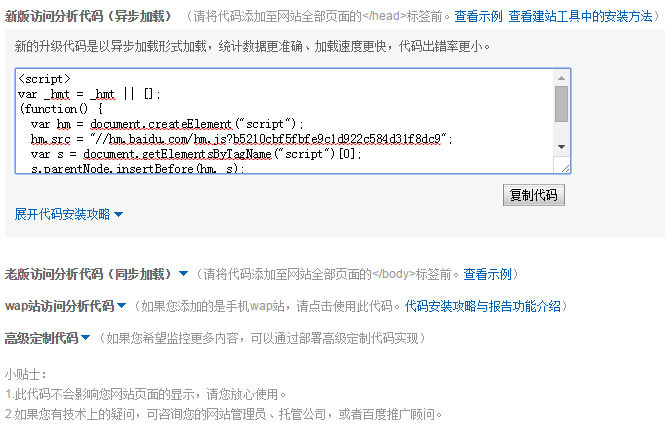 新版访问分析代码（异步加载） （请将代码添加至网站全部页面的</head>标签前。查看示例 查看建站工具中的安装方法）
新的升级代码是以异步加载形式加载，统计数据更准确、加载速度更快，代码出错率更小。
<script>
var _hmt = _hmt || [];
(function() {
  var hm = document.createElement("script");
  hm.src = "//hm.baidu.com/hm.js?b5210cbf5fbfe9c1d922c584d31f8dc9";
  var s = document.getElementsByTagName("script")[0];
  s.parentNode.insertBefore(hm, s);
复制代码
展开代码安装攻略
老版访问分析代码（同步加载） （请将代码添加至网站全部页面的</body>标签前。查看示例）
wap站访问分析代码 （如果您添加的是手机wap站，请点击使用此代码。代码安装攻略与报告功能介绍）
高级定制代码 （如果您希望监控更多内容，可以通过部署高级定制代码实现）
小贴士：
1.此代码不会影响您网站页面的显示，请您放心使用。
2.如果您有技术上的疑问，可咨询您的网站管理员、托管公司，或者百度推广顾问。